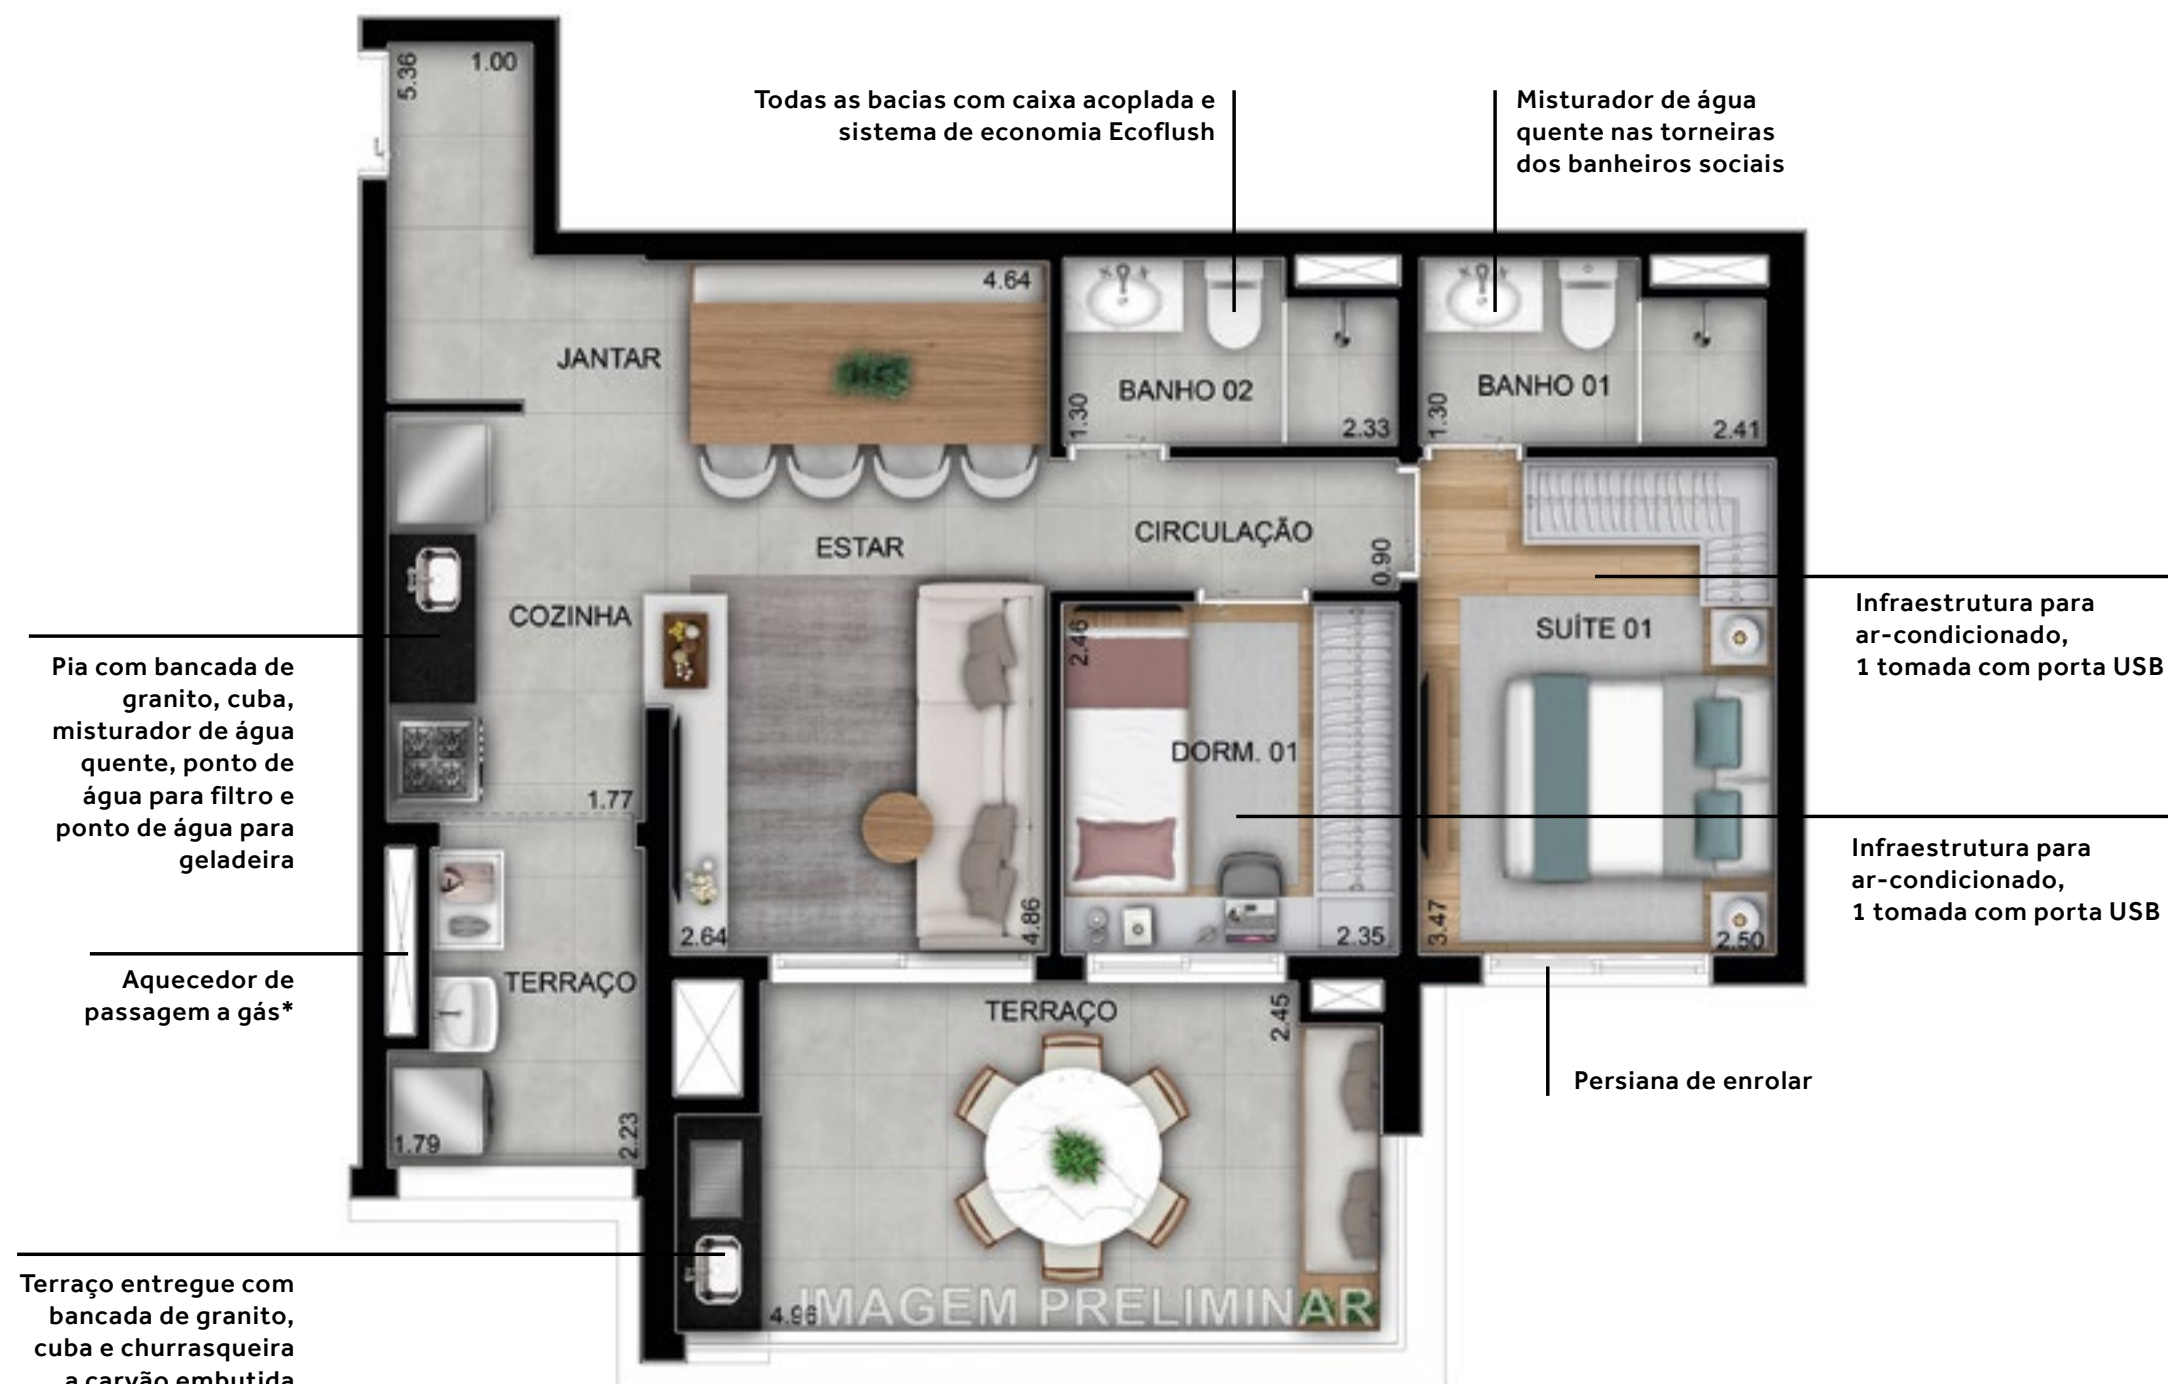 5.36
1.00
Todas as bacias com caixa acoplada e
sistema de economia Ecoflush
Misturador de água
quente nas torneiras
dos banheiros sociais
4.64
JANTAR
BANHO 02
1.30
2.33
BANHO 01
1.30
2.41
ESTAR
CIRCULAÇÃO
0.90
COZINHA
2.46
SUÍTE 01
Infraestrutura para
ar-condicionado,
1 tomada com porta USB
Pia com bancada de
granito, cuba,
misturador de água
quente, ponto de
água para filtro e
ponto de água para
geladeira
DORM. 01
1.77
Infraestrutura para
ar-condicionado,
1 tomada com porta USB
2.64
4.86
2.35
3.47
2.50
Aquecedor de
passagem a gás*
TERRAÇO
TERRAÇO
2.45
Persiana de enrolar
1.79
2.23
Terraço entregue com
bancada de granito,
cuba e churrasqueira
a carvão embutida
4.96
IMAGEM PRELIMINAR